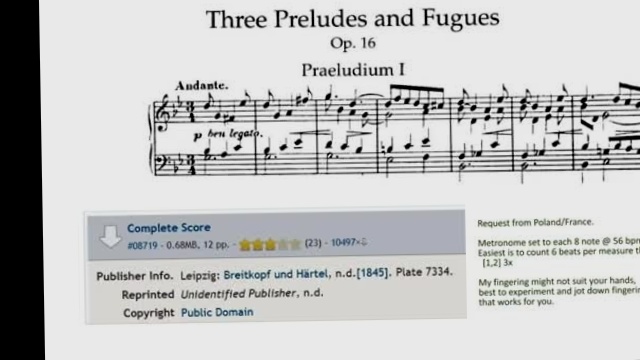 Three Preludes and Fugues
Op. 16
Praeludium I
Andante.
p ben legato.
Complete Score
#08719 - 0.68MB, 12 pp. - (23) - 10497×
Publisher Info. Leipzig: Breitkopf und Härtel, n.d.[1845]. Plate 7334.
Reprinted Unidentified Publisher, n.d.
Copyright Public Domain
Request from Poland/France.
Metronome set to each 8 note @ 56 bpm
Easiest is to count 6 beats per measure
[1,2] 3x
My fingering might not suit your hands,
best to experiment and jot down
that works for you.